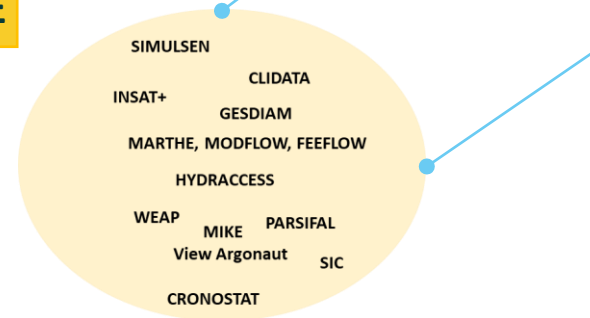 SIMULSEN
CLIDATA
INSAT+
GESDIAM
MARTHE, MODFLOW, FEEFLOW
HYDRACCESS
WEAP
PARSIFAL
MIKE
View Argonaut
SIC
CRONOSTAT